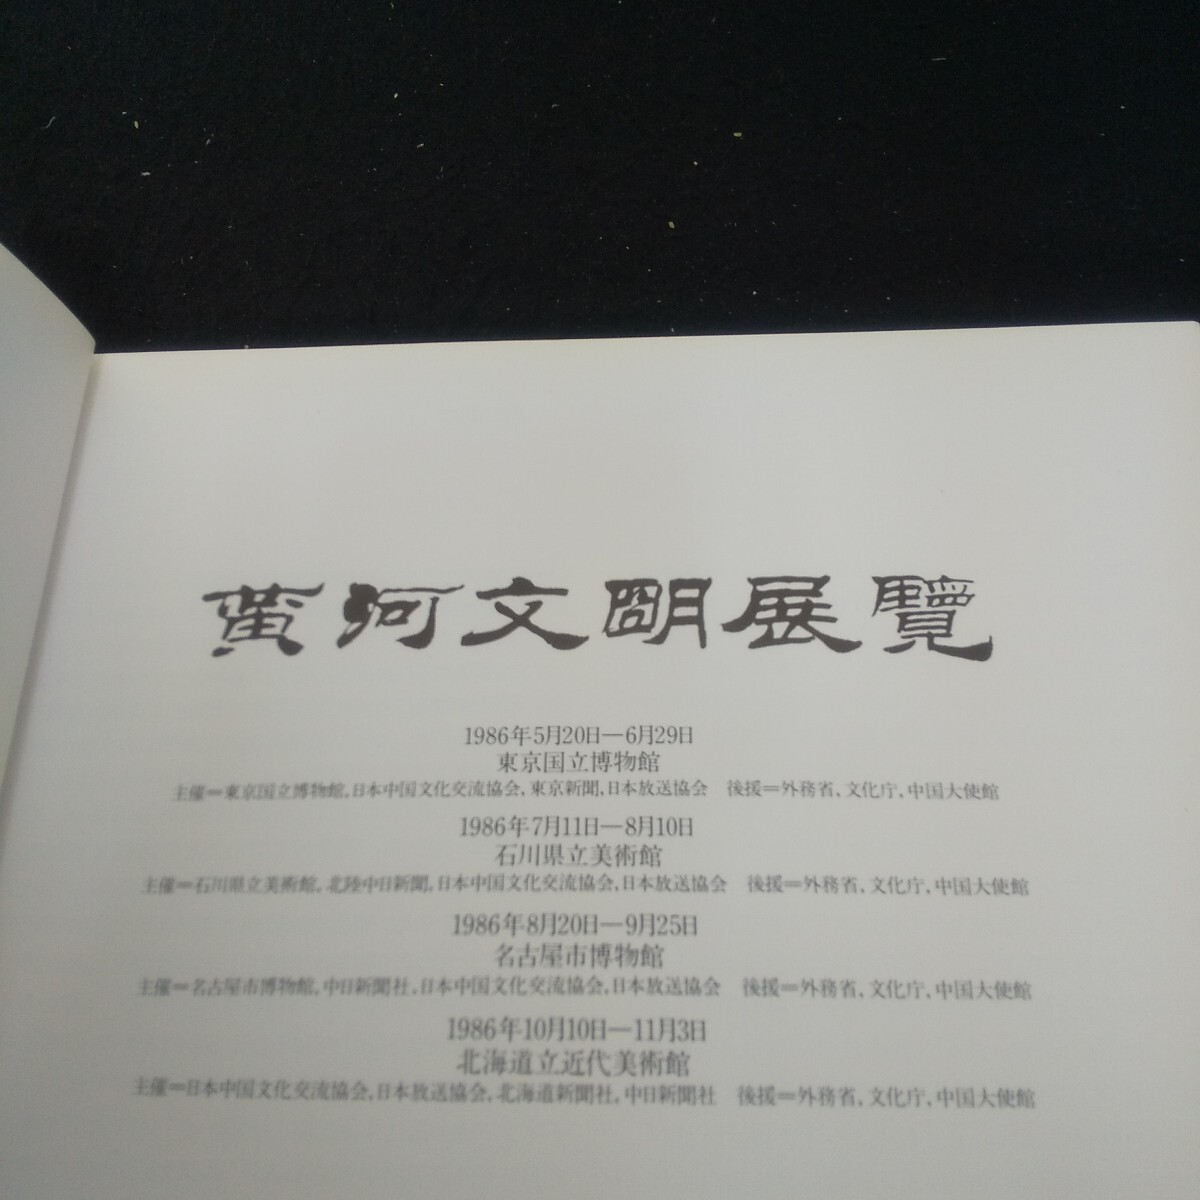 黄河文明展覽
1986年5月20日—6月29日
東京国立博物館
主催＝東京国立博物館,日本中国文化交流協会,東京新聞,日本放送協会　後援＝外務省、文化庁、中国大使館
1986年7月11日—8月10日
石川県立美術館
主催＝石川県立美術館,北陸中日新聞,日本中国文化交流協会,日本放送協会　後援＝外務省、文化庁、中国大使館
1986年8月20日—9月25日
名古屋市博物館
主催＝名古屋市博物館,中日新聞社,日本中国文化交流協会,日本放送協会　後援＝外務省、文化庁、中国大使館
1986年10月10日—11月3日
北海道立近代美術館
主催＝日本中国文化交流協会,日本放送協会,北海道新聞社,中日新聞社　後援＝外務省、文化庁、中国大使館